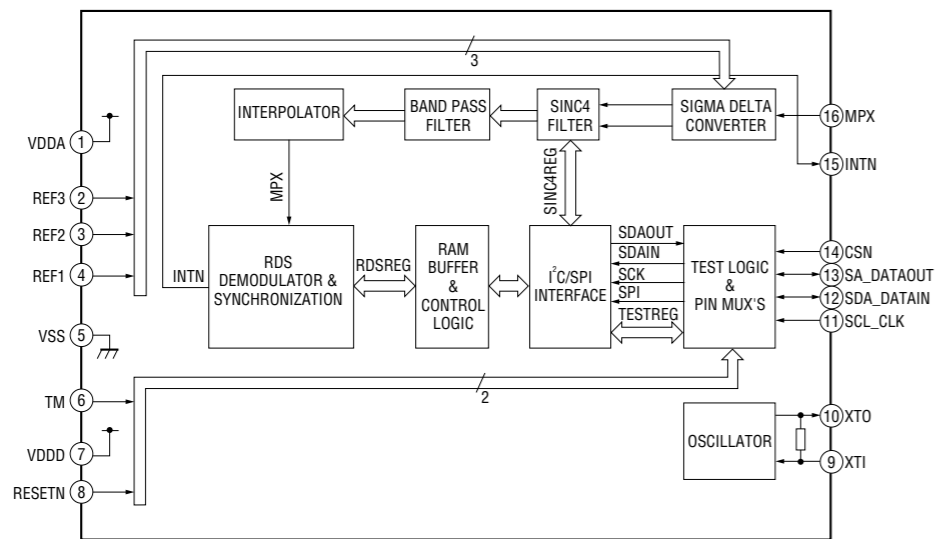 3
INTERPOLATOR
BAND PASS
FILTER
SINC4
FILTER
SIGMA DELTA
CONVERTER
16 MPX
15 INTN
VDDA 1
REF3 2
REF2 3
REF1 4
VSS 5
TM 6
VDDD 7
RESETN 8
MPX
SINC4REG
INTN
RDS
DEMODULATOR &
SYNCHRONIZATION
RDSREG
RAM
BUFFER
&
CONTROL
LOGIC
I²C/SPI
INTERFACE
SDAOUT
SDAIN
SCK
SPI
TESTREG
TEST LOGIC
&
PIN MUX'S
14 CSN
13 SA_DATAOUT
12 SDA_DATAIN
11 SCL_CLK
2
OSCILLATOR
10 XTO
9 XTI